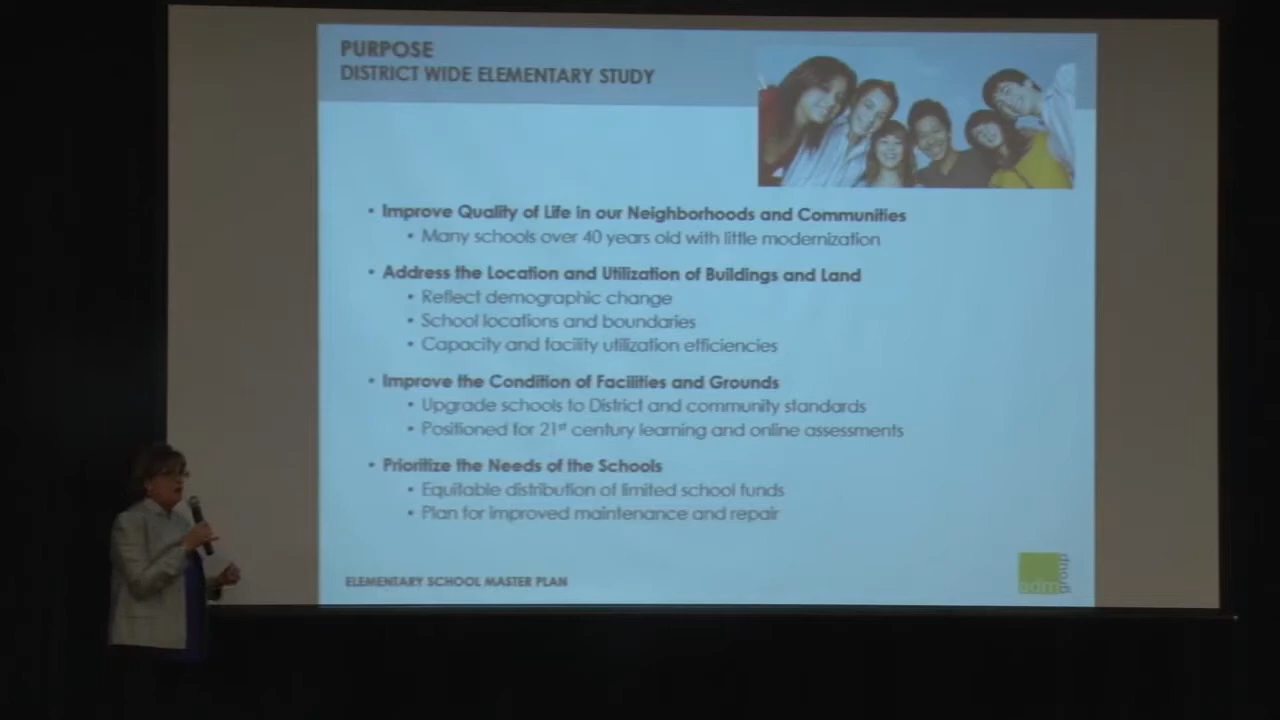 PURPOSE
DISTRICT WIDE ELEMENTARY STUDY
• Improve Quality of Life in our Neighborhoods and Communities
• Many schools over 40 years old with little modernization
• Address the Location and Utilization of Buildings and Land
• Reflect demographic change
• School locations and boundaries
• Capacity and facility utilization efficiencies
• Improve the Condition of Facilities and Grounds
• Upgrade schools to District and community standards
• Positioned for 21st century learning and online assessments
• Prioritize the Needs of the Schools
• Equitable distribution of limited school funds
• Plan for improved maintenance and repair
ELEMENTARY SCHOOL MASTER PLAN
bdm
group